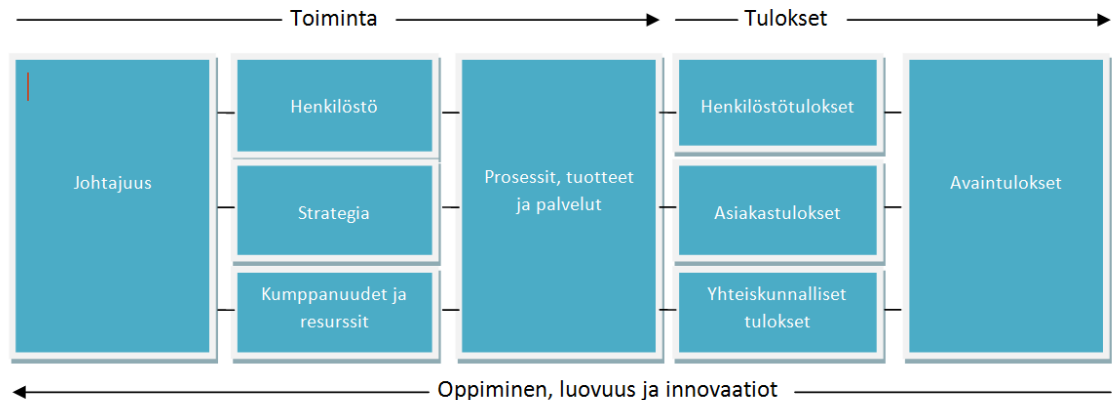 Toiminta
Tulokset
Johtajuus
Henkilöstö
Strategia
Kumppanuudet ja
resurssit
Prosessit, tuotteet
ja palvelut
Henkilöstötulokset
Asiakastulokset
Yhteiskunnalliset
tulokset
Avaintulokset
Oppiminen, luovuus ja innovaatiot